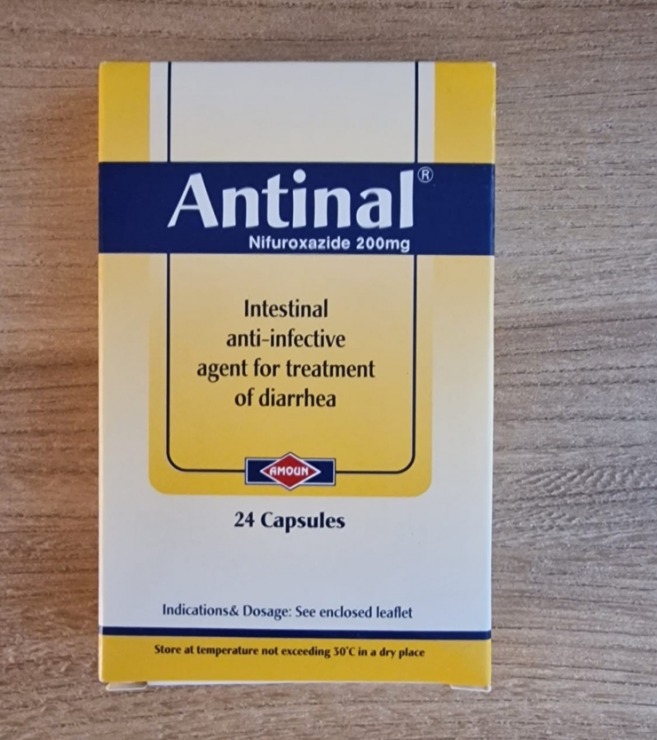 Antinal®
Nifuroxazide 200mg
Intestinal
anti-infective
agent for treatment
of diarrhea
AMOUN
24 Capsules
Indications& Dosage: See enclosed leaflet
Store at temperature not exceeding 30°C in a dry place